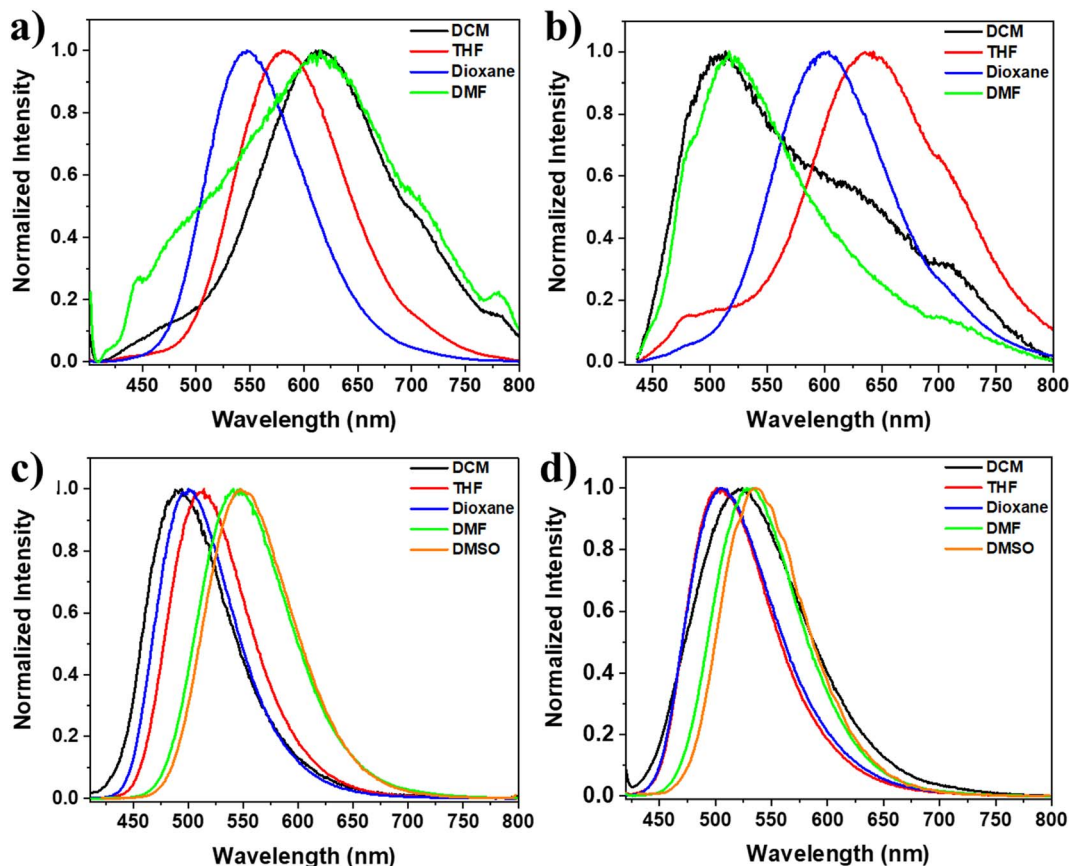 a)
DCM
THF
Dioxane
DMF
Normalized Intensity
1.0
0.8
0.6
0.4
0.2
0.0
450 500 550 600 650 700 750 800
Wavelength (nm)
b)
DCM
THF
Dioxane
DMF
Normalized Intensity
1.0
0.8
0.6
0.4
0.2
0.0
450 500 550 600 650 700 750 800
Wavelength (nm)
c)
DCM
THF
Dioxane
DMF
DMSO
Normalized Intensity
1.0
0.8
0.6
0.4
0.2
0.0
450 500 550 600 650 700 750 800
Wavelength (nm)
d)
DCM
THF
Dioxane
DMF
DMSO
Normalized Intensity
1.0
0.8
0.6
0.4
0.2
0.0
450 500 550 600 650 700 750 800
Wavelength (nm)